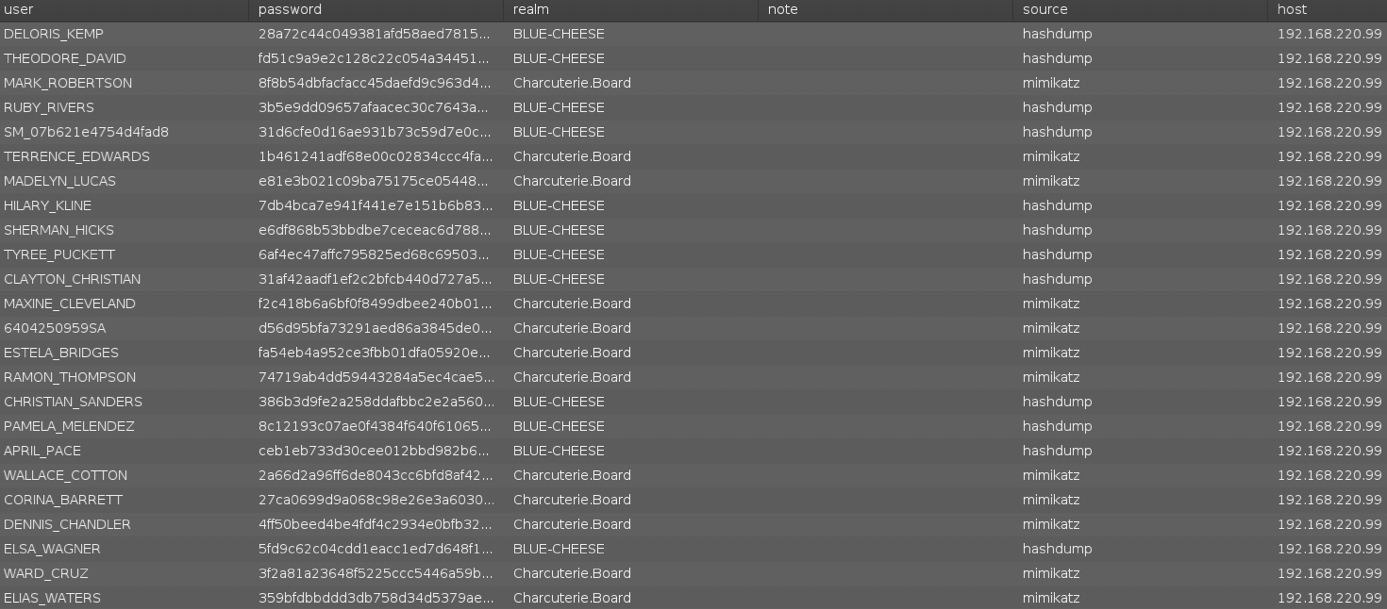 user password realm note source host
DELORIS_KEMP 28a72c44c049381afd58aed7815... BLUE-CHEESE hashdump 192.168.220.99
THEODORE_DAVID fd51c9a9e2c128c22c054a34451... BLUE-CHEESE hashdump 192.168.220.99
MARK_ROBERTSON 8f8b54dbfacfacc45daefd9c963d4... Charcuterie.Board mimikatz 192.168.220.99
RUBY_RIVERS 3b5e9dd09657afaacec30c7643a... BLUE-CHEESE hashdump 192.168.220.99
SM_07b621e4754d4fad8 31d6cfe0d16ae931b73c59d7e0c... BLUE-CHEESE hashdump 192.168.220.99
TERRENCE_EDWARDS 1b461241adf68e00c02834ccc4fa... Charcuterie.Board mimikatz 192.168.220.99
MADELYN_LUCAS e81e3b021c09ba75175ce05448... Charcuterie.Board mimikatz 192.168.220.99
HILARY_KLINE 7db4bca7e941f441e7e151b6b83... BLUE-CHEESE hashdump 192.168.220.99
SHERMAN_HICKS e6df868b53bbdbe7ceceac6d788... BLUE-CHEESE hashdump 192.168.220.99
TYREE_PUCKETT 6af4ec47affc795825ed68c69503... BLUE-CHEESE hashdump 192.168.220.99
CLAYTON_CHRISTIAN 31af42aadf1ef2c2bfcb440d727a5... BLUE-CHEESE hashdump 192.168.220.99
MAXINE_CLEVELAND f2c418b6a6bf0f8499dbee240b01... Charcuterie.Board mimikatz 192.168.220.99
6404250959SA d56d95bfa73291aed86a3845de0... Charcuterie.Board mimikatz 192.168.220.99
ESTELA_BRIDGES fa54eb4a952ce3fbb01dfa05920e... Charcuterie.Board mimikatz 192.168.220.99
RAMON_THOMPSON 74719ab4dd59443284a5ec4cae5... Charcuterie.Board mimikatz 192.168.220.99
CHRISTIAN_SANDERS 386b3d9fe2a258ddafbbc2e2a560... BLUE-CHEESE hashdump 192.168.220.99
PAMELA_MELENDEZ 8c12193c07ae0f4384f640f61065... BLUE-CHEESE hashdump 192.168.220.99
APRIL_PACE ceb1eb733d30cee012bbd982b6... BLUE-CHEESE hashdump 192.168.220.99
WALLACE_COTTON 2a66d2a96ff6de8043cc6bfd8af42... Charcuterie.Board mimikatz 192.168.220.99
CORINA_BARRETT 27ca0699d9a068c98e26e3a6030... Charcuterie.Board mimikatz 192.168.220.99
DENNIS_CHANDLER 4ff50beed4be4fdf4c2934e0bfb32... Charcuterie.Board mimikatz 192.168.220.99
ELSA_WAGNER 5fd9c62c04cdd1eacc1ed7d648f1... BLUE-CHEESE hashdump 192.168.220.99
WARD_CRUZ 3f2a81a23648f5225ccc5446a59b... Charcuterie.Board mimikatz 192.168.220.99
ELIAS_WATERS 359bfdbbddd3db758d34d5379ae... Charcuterie.Board mimikatz 192.168.220.99